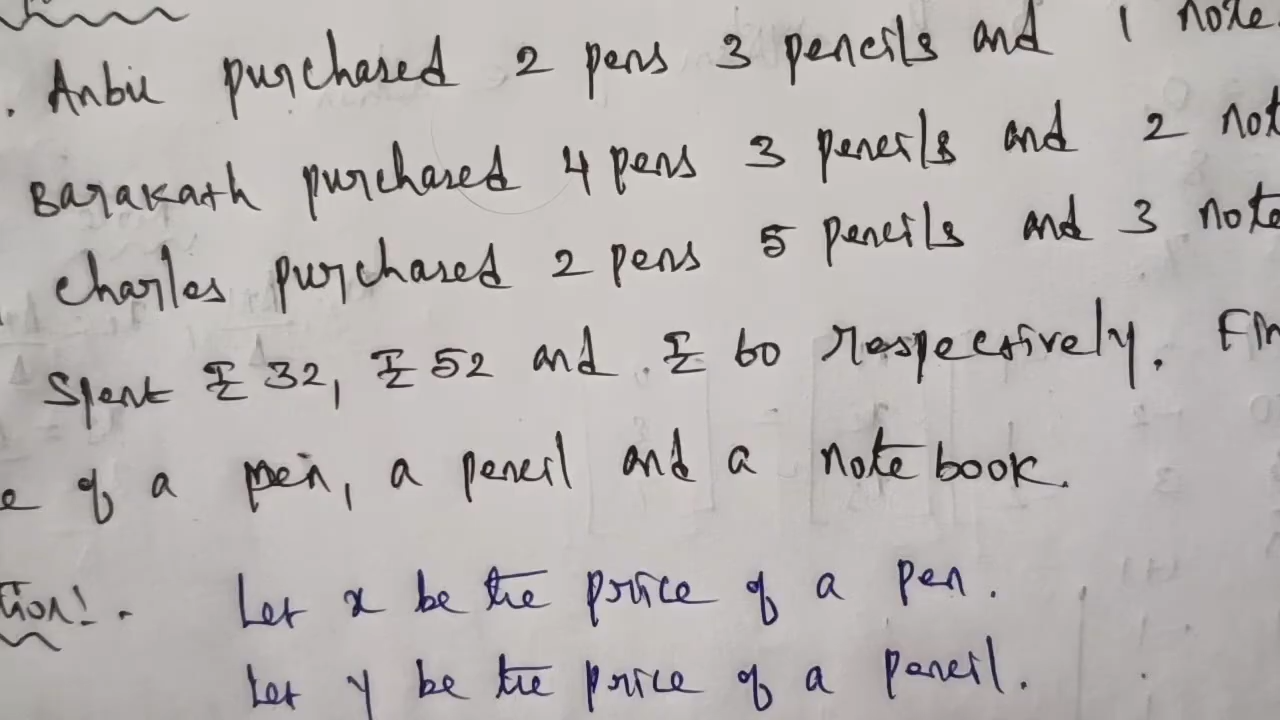 . Anbu purchased 2 pens 3 pencils and 1 note
Barakath purchased 4 pens 3 pencils and 2 not
Charles purchased 2 pens 5 pencils and 3 note
Spent ₹ 32, ₹ 52 and ₹ 60 respectively. Fin
e of a pen, a pencil and a notebook.
tion:- Let x be the price of a pen.
Let y be the price of a pencil.